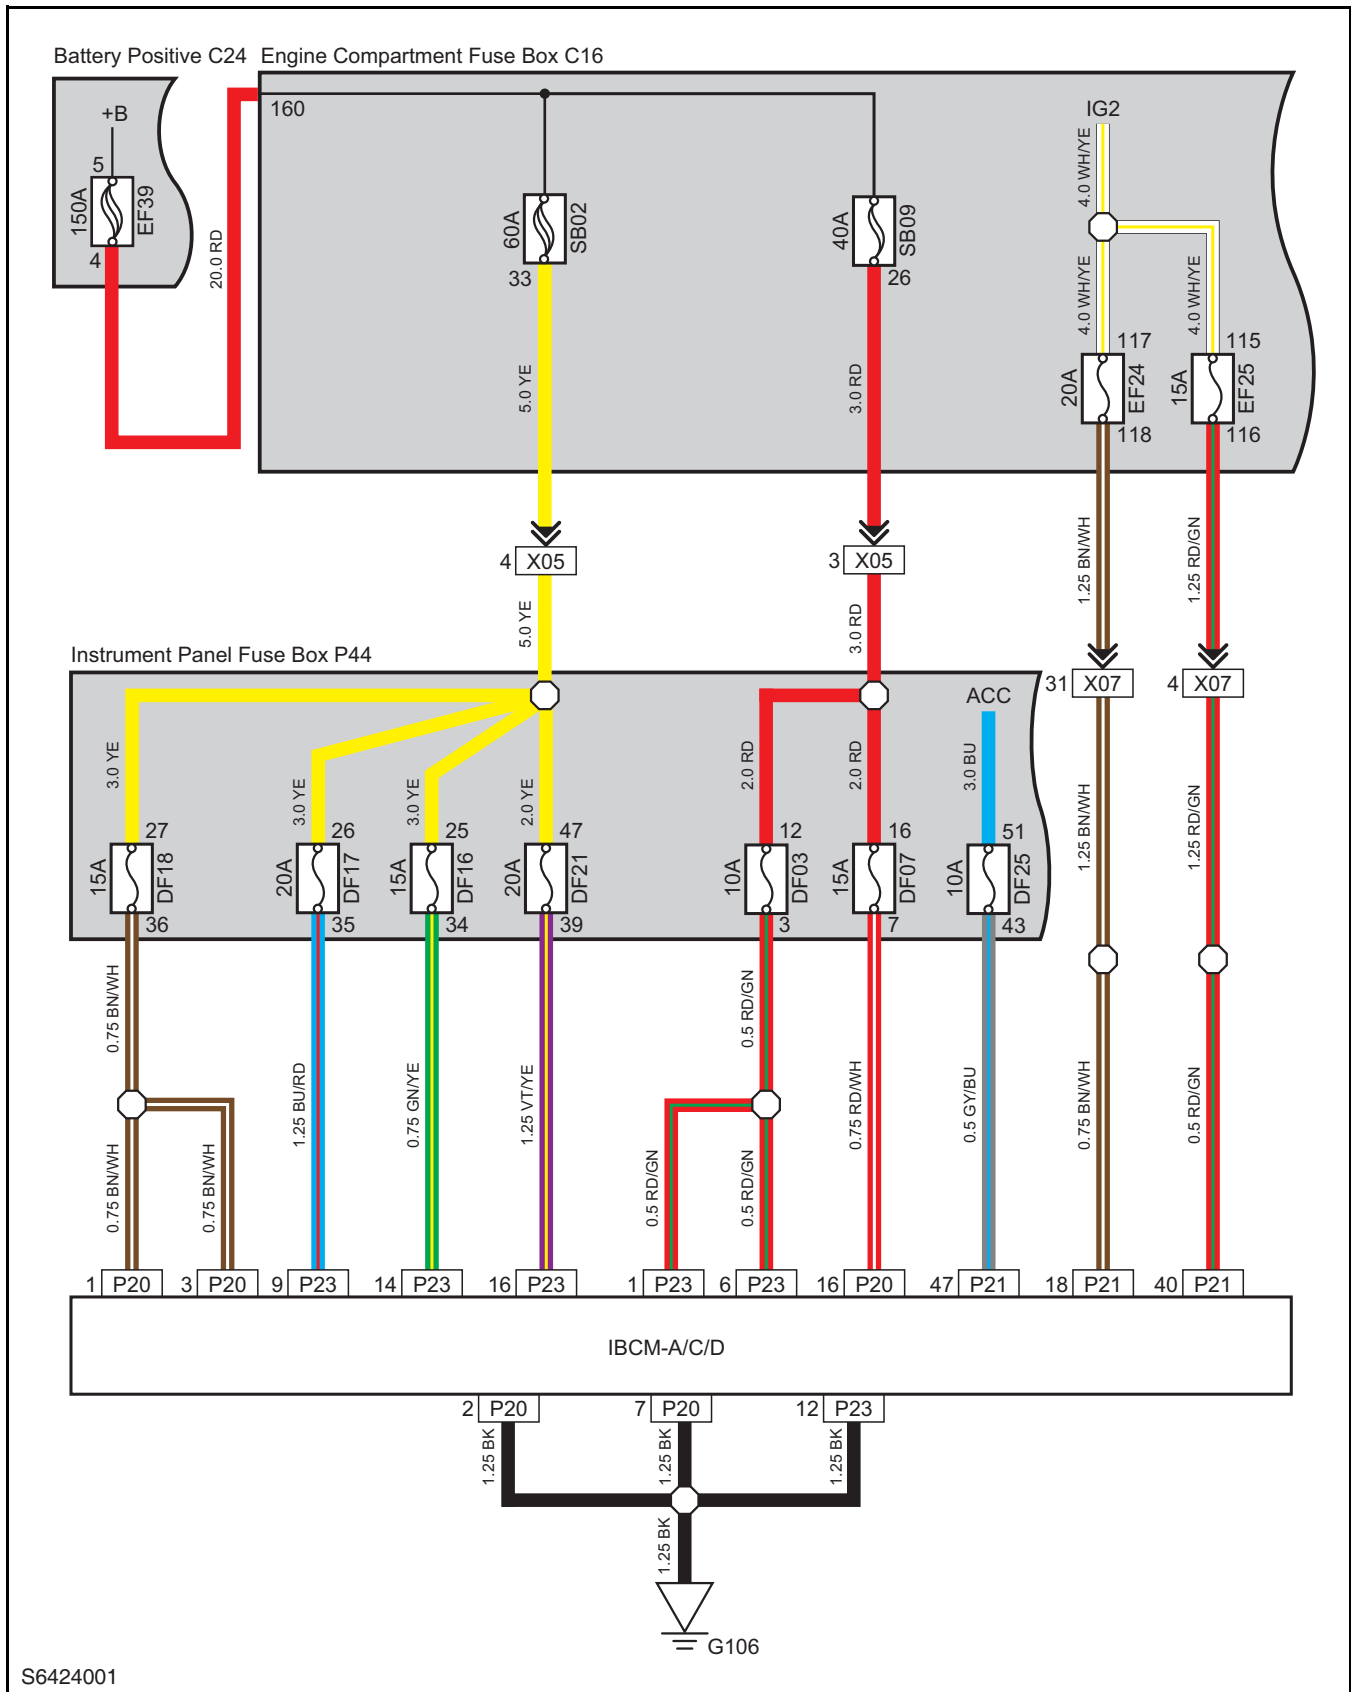 Battery Positive C24
Engine Compartment Fuse Box C16
+B
5
150A
EF39
4
20.0 RD
160
60A
SB02
33
5.0 YE
40A
SB09
26
3.0 RD
IG2
4.0 WH/YE
4.0 WH/YE
4.0 WH/YE
117
20A
EF24
118
115
15A
EF25
116
1.25 BN/WH
1.25 RD/GN
4 X05
3 X05
5.0 YE
3.0 RD
31 X07
4 X07
Instrument Panel Fuse Box P44
ACC
3.0 YE
3.0 YE
3.0 YE
2.0 YE
2.0 RD
2.0 RD
3.0 BU
1.25 BN/WH
1.25 RD/GN
27
15A
DF18
36
26
20A
DF17
35
25
15A
DF16
34
47
20A
DF21
39
12
10A
DF03
3
16
15A
DF07
7
51
10A
DF25
43
0.75 BN/WH
0.5 RD/GN
0.75 BN/WH
0.75 BN/WH
1.25 BU/RD
0.75 GN/YE
1.25 VT/YE
0.5 RD/GN
0.5 RD/GN
0.75 RD/WH
0.5 GY/BU
0.75 BN/WH
0.5 RD/GN
1 P20
3 P20
9 P23
14 P23
16 P23
1 P23
6 P23
16 P20
47 P21
18 P21
40 P21
IBCM-A/C/D
2 P20
7 P20
12 P23
1.25 BK
1.25 BK
1.25 BK
1.25 BK
G106
S6424001